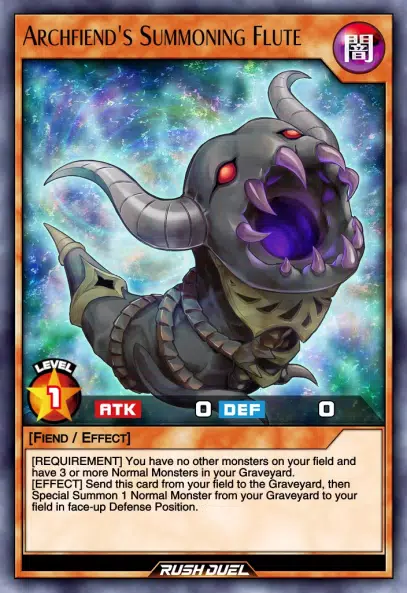 Archfiend's Summoning Flute
闇
LEVEL
1
ATK 0 DEF 0
[Fiend / Effect]
[REQUIREMENT] You have no other monsters on your field and
have 3 or more Normal Monsters in your Graveyard.
[EFFECT] Send this card from your field to the Graveyard, then
Special Summon 1 Normal Monster from your Graveyard to your
field in face-up Defense Position.
RUSH DUEL